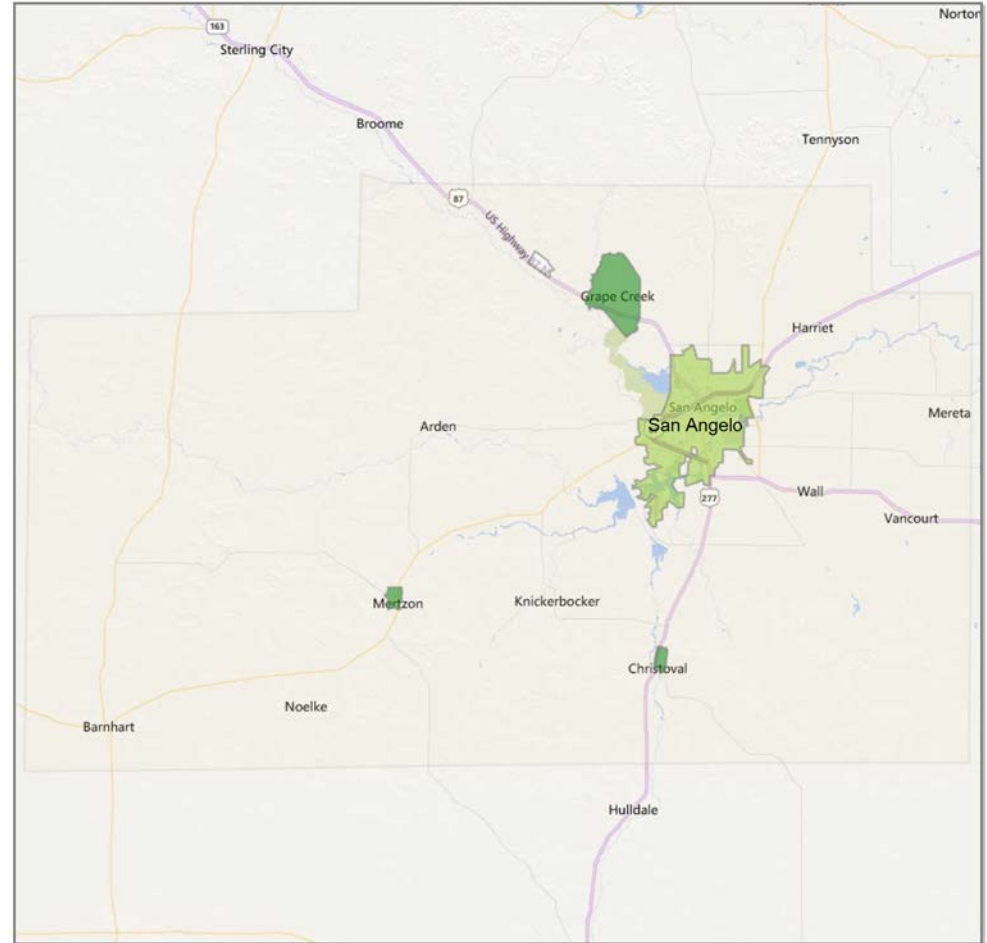 Norton
163
Sterling City
Broome
Tennyson
87
US Highway
Grape Creek
Harriet
San Angelo
Mereta
San Angelo
Arden
Wall
277
Vancourt
Mertzon
Knickerbocker
Christoval
Noelke
Barnhart
Hulldale